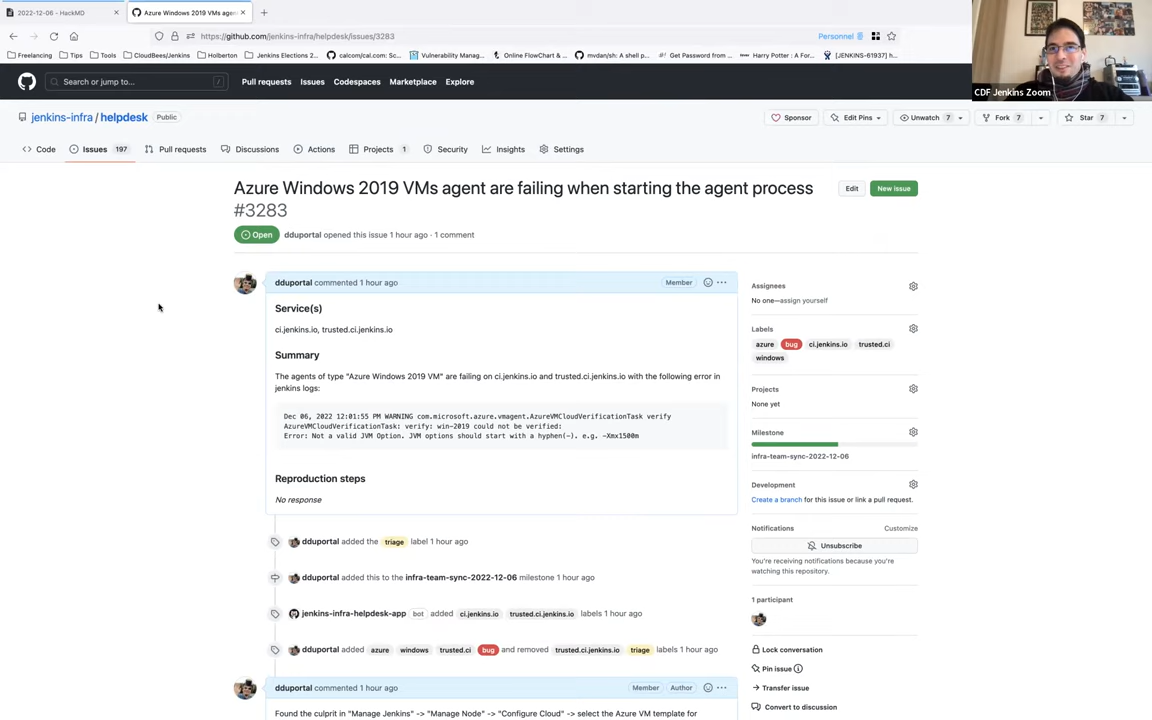 2022-12-06 - HackMD
Azure Windows 2019 VMs agen
https://github.com/jenkins-infra/helpdesk/issues/3283
Personnel
Freelancing Tips Tools CloudBees/Jenkins Holberton Jenkins Elections 2... calcom/cal.com: Sc... Vulnerability Manag... Online FlowChart & ... mvdan/sh: A shell p... Get Password from ... Harry Potter : A For... [JENKINS-61937] h...
CDF Jenkins Zoom
Search or jump to... /
Pull requests Issues Codespaces Marketplace Explore
jenkins-infra / helpdesk Public
Sponsor Edit Pins Unwatch 7 Fork 7 Star 7
Code Issues 197 Pull requests Discussions Actions Projects 1 Security Insights Settings
Azure Windows 2019 VMs agent are failing when starting the agent process
#3283
Edit New issue
Open dduportal opened this issue 1 hour ago · 1 comment
dduportal commented 1 hour ago Member
Service(s)
ci.jenkins.io, trusted.ci.jenkins.io
Summary
The agents of type "Azure Windows 2019 VM" are failing on ci.jenkins.io and trusted.ci.jenkins.io with the following error in
jenkins logs:
Dec 06, 2022 12:01:55 PM WARNING com.microsoft.azure.vmagent.AzureVMCloudVerificationTask verify
AzureVMCloudVerificationTask: verify: win-2019 could not be verified:
Error: Not a valid JVM Option. JVM options should start with a hyphen(-). e.g. -Xmx1500m
Reproduction steps
No response
dduportal added the triage label 1 hour ago
dduportal added this to the infra-team-sync-2022-12-06 milestone 1 hour ago
jenkins-infra-helpdesk-app bot added ci.jenkins.io trusted.ci.jenkins.io labels 1 hour ago
dduportal added azure windows trusted.ci bug and removed trusted.ci.jenkins.io triage labels 1 hour ago
dduportal commented 1 hour ago Member Author
Found the culprit in "Manage Jenkins" -> "Manage Node" -> "Configure Cloud" -> select the Azure VM template for
Assignees
No one—assign yourself
Labels
azure bug ci.jenkins.io trusted.ci
windows
Projects
None yet
Milestone
infra-team-sync-2022-12-06
Development
Create a branch for this issue or link a pull request.
Notifications Customize
Unsubscribe
You're receiving notifications because you're
watching this repository.
1 participant
Lock conversation
Pin issue
Transfer issue
Convert to discussion